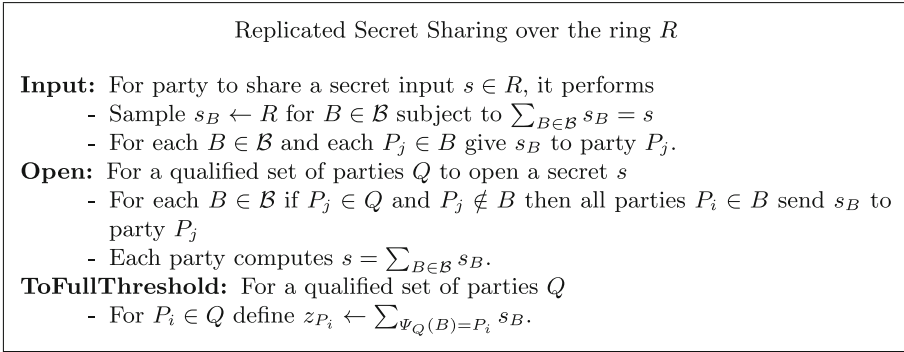 Replicated Secret Sharing over the ring R
Input: For party to share a secret input s ∈ R, it performs
- Sample s_B ← R for B ∈ ℬ subject to ∑_{B∈ℬ} s_B = s
- For each B ∈ ℬ and each P_j ∈ B give s_B to party P_j.
Open: For a qualified set of parties Q to open a secret s
- For each B ∈ ℬ if P_j ∈ Q and P_j ∉ B then all parties P_i ∈ B send s_B to
party P_j
- Each party computes s = ∑_{B∈ℬ} s_B.
ToFullThreshold: For a qualified set of parties Q
- For P_i ∈ Q define z_{P_i} ← ∑_{Ψ_Q(B)=P_i} s_B.